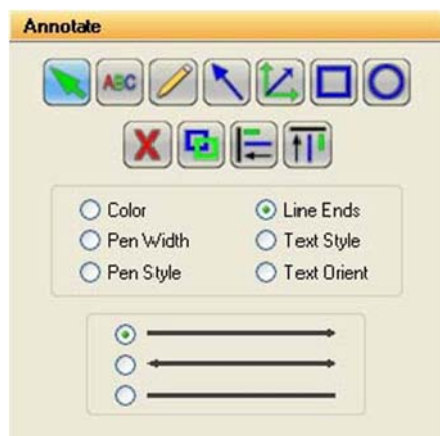 Annotate
ABC
Color
Line Ends
Pen Width
Text Style
Pen Style
Text Orient